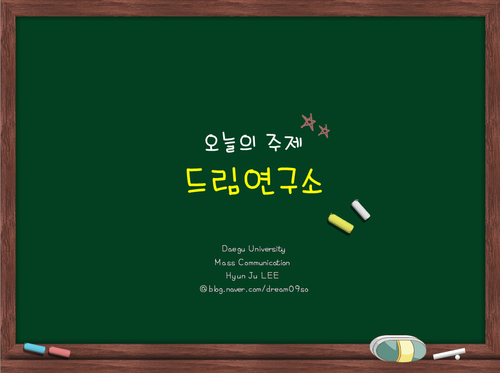 오늘의 주제
드림연구소
Daegu University
Mass Communication
Hyun Ju LEE
@blog.naver.com/dream09so